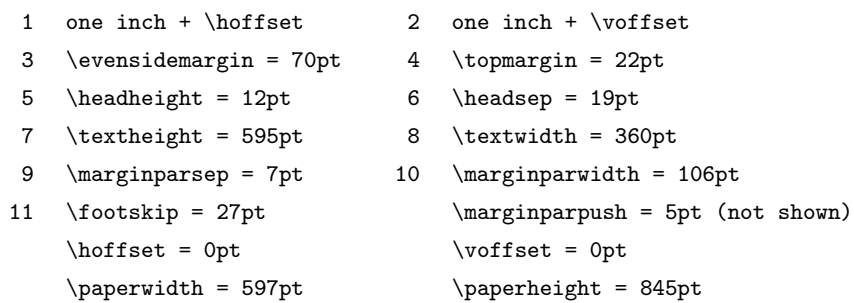 1 one inch + \hoffset 2 one inch + \voffset
3 \evensidemargin = 70pt 4 \topmargin = 22pt
5 \headheight = 12pt 6 \headsep = 19pt
7 \textheight = 595pt 8 \textwidth = 360pt
9 \marginparsep = 7pt 10 \marginparwidth = 106pt
11 \footskip = 27pt \marginparpush = 5pt (not shown)
\hoffset = 0pt \voffset = 0pt
\paperwidth = 597pt \paperheight = 845pt